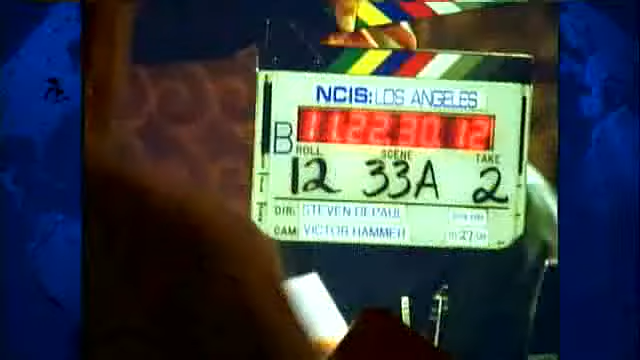 NCIS: LOS ANGELES
B 11:22:30:12
ROLL SCENE TAKE
12 33A 2
DIR: STEVEN DEPAUL
CAM: VICTOR HAMMER